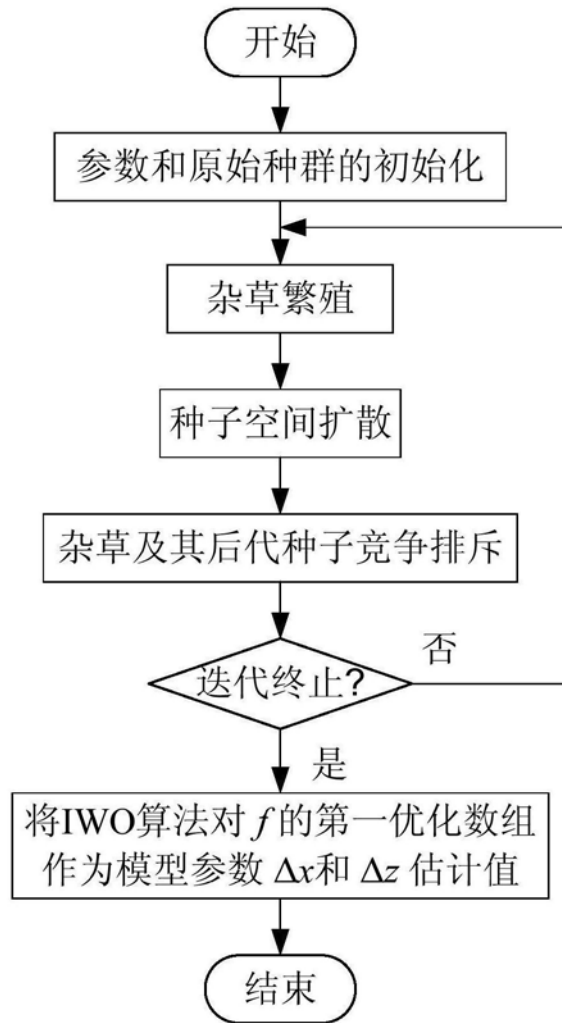 开始
参数和原始种群的初始化
杂草繁殖
种子空间扩散
杂草及其后代种子竞争排斥
迭代终止?
否
是
将IWO算法对 f 的第一优化数组
作为模型参数 Δx和 Δz 估计值
结束